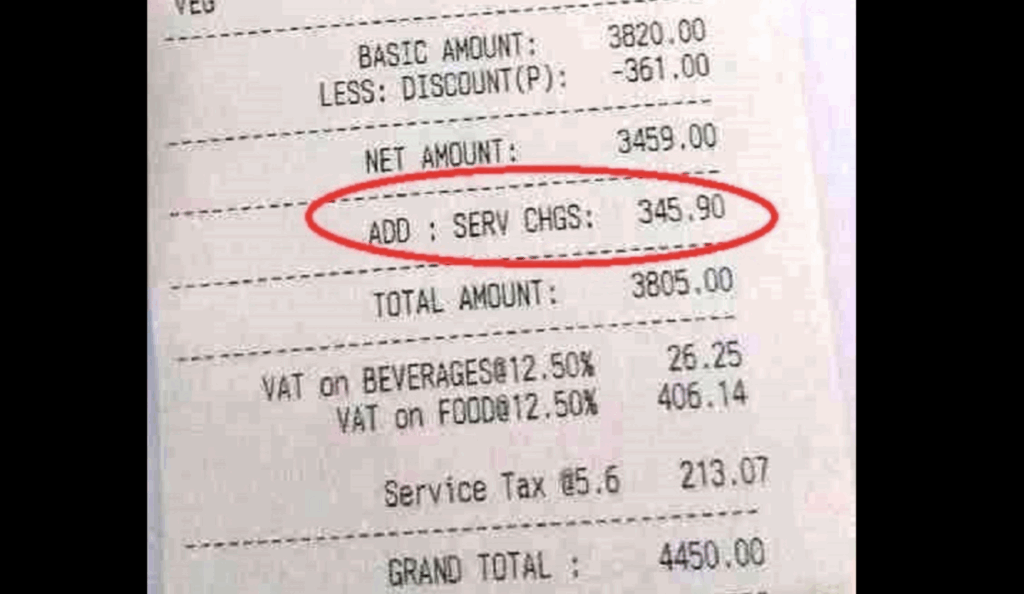 VEG
BASIC AMOUNT: 3820.00
LESS: DISCOUNT(P): -361.00
NET AMOUNT: 3459.00
ADD : SERV CHGS: 345.90
TOTAL AMOUNT: 3805.00
VAT on BEVERAGES@12.50% 26.25
VAT on FOOD@12.50% 406.14
Service Tax @5.6 213.07
GRAND TOTAL : 4450.00